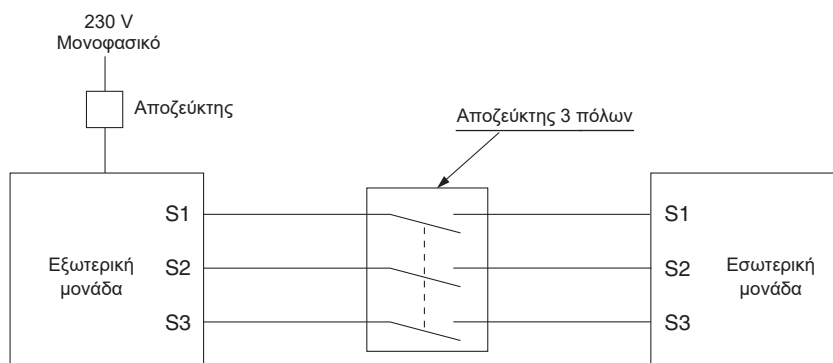 230 V
Μονοφασικό
Αποζεύκτης
Αποζεύκτης 3 πόλων
S1
S1
Εξωτερική
μονάδα
S2
S2
Εσωτερική
μονάδα
S3
S3